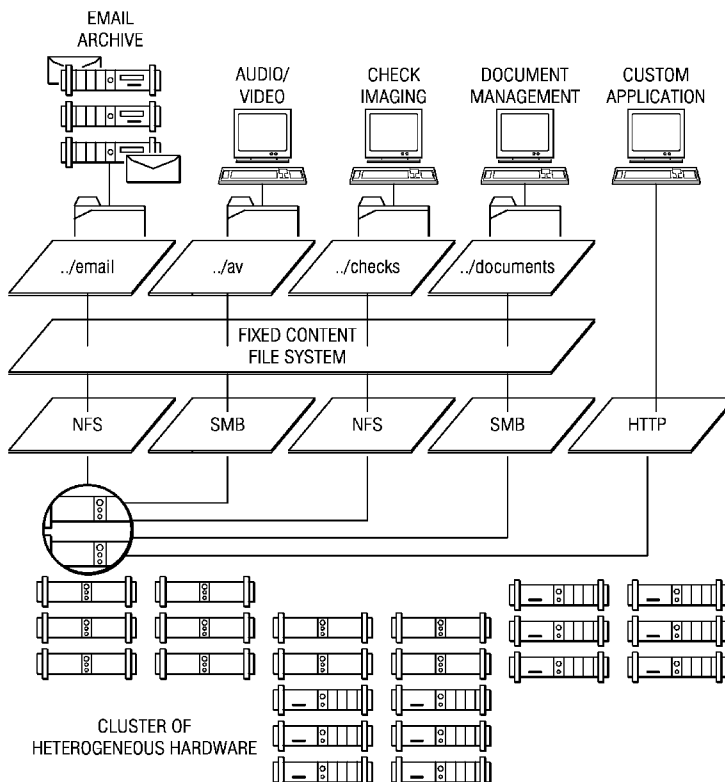 EMAIL
ARCHIVE
AUDIO/
VIDEO
CHECK
IMAGING
DOCUMENT
MANAGEMENT
CUSTOM
APPLICATION
../email
../av
../checks
../documents
FIXED CONTENT
FILE SYSTEM
NFS
SMB
NFS
SMB
HTTP
CLUSTER OF
HETEROGENEOUS HARDWARE